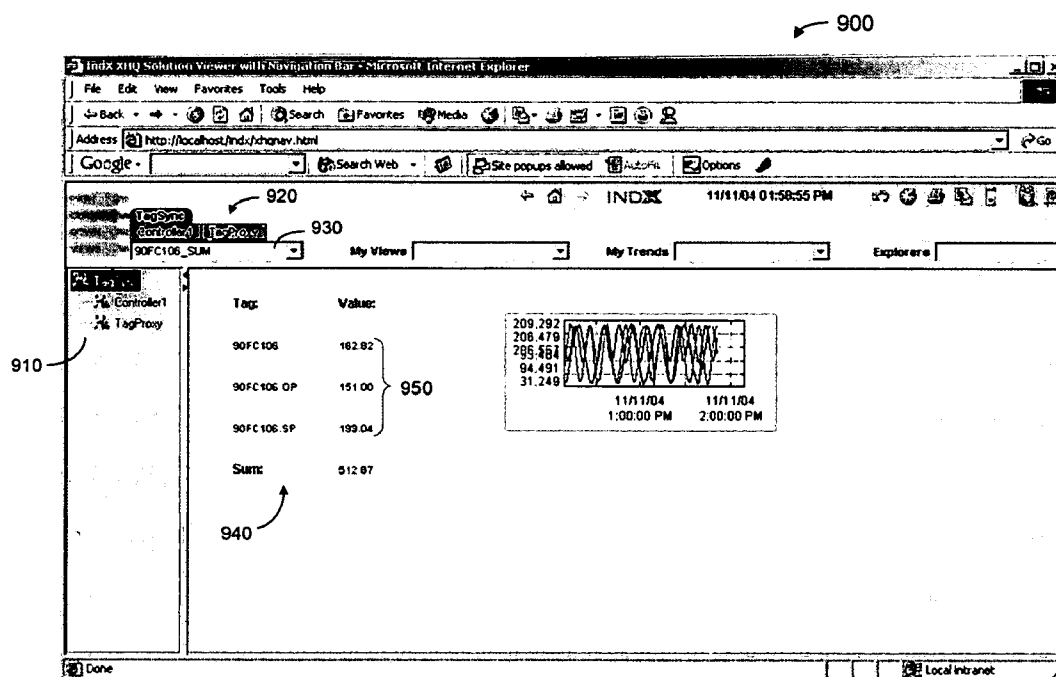 900
IndX XHQ Solution Viewer with Navigation Bar - Microsoft Internet Explorer
File Edit View Favorites Tools Help
Back Search Favorites Media
Address http://localhost/indx/xhqnav.html Go
Google - Search Web Site popups allowed AutoFill Options
920
INDX 11/11/04 01:58:55 PM
TagSync
Controller1 TagProxy
930
90FC106_SUM My Views My Trends Explorers
Controller1
TagProxy
910
Tag: Value:
90FC106 162.82
90FC106.OP 151.00
950
90FC106.SP 199.04
Sum: 512.87
940
209.292
206.479
94.491
31.249
11/11/04 11/11/04
1:00:00 PM 2:00:00 PM
Done Local intranet